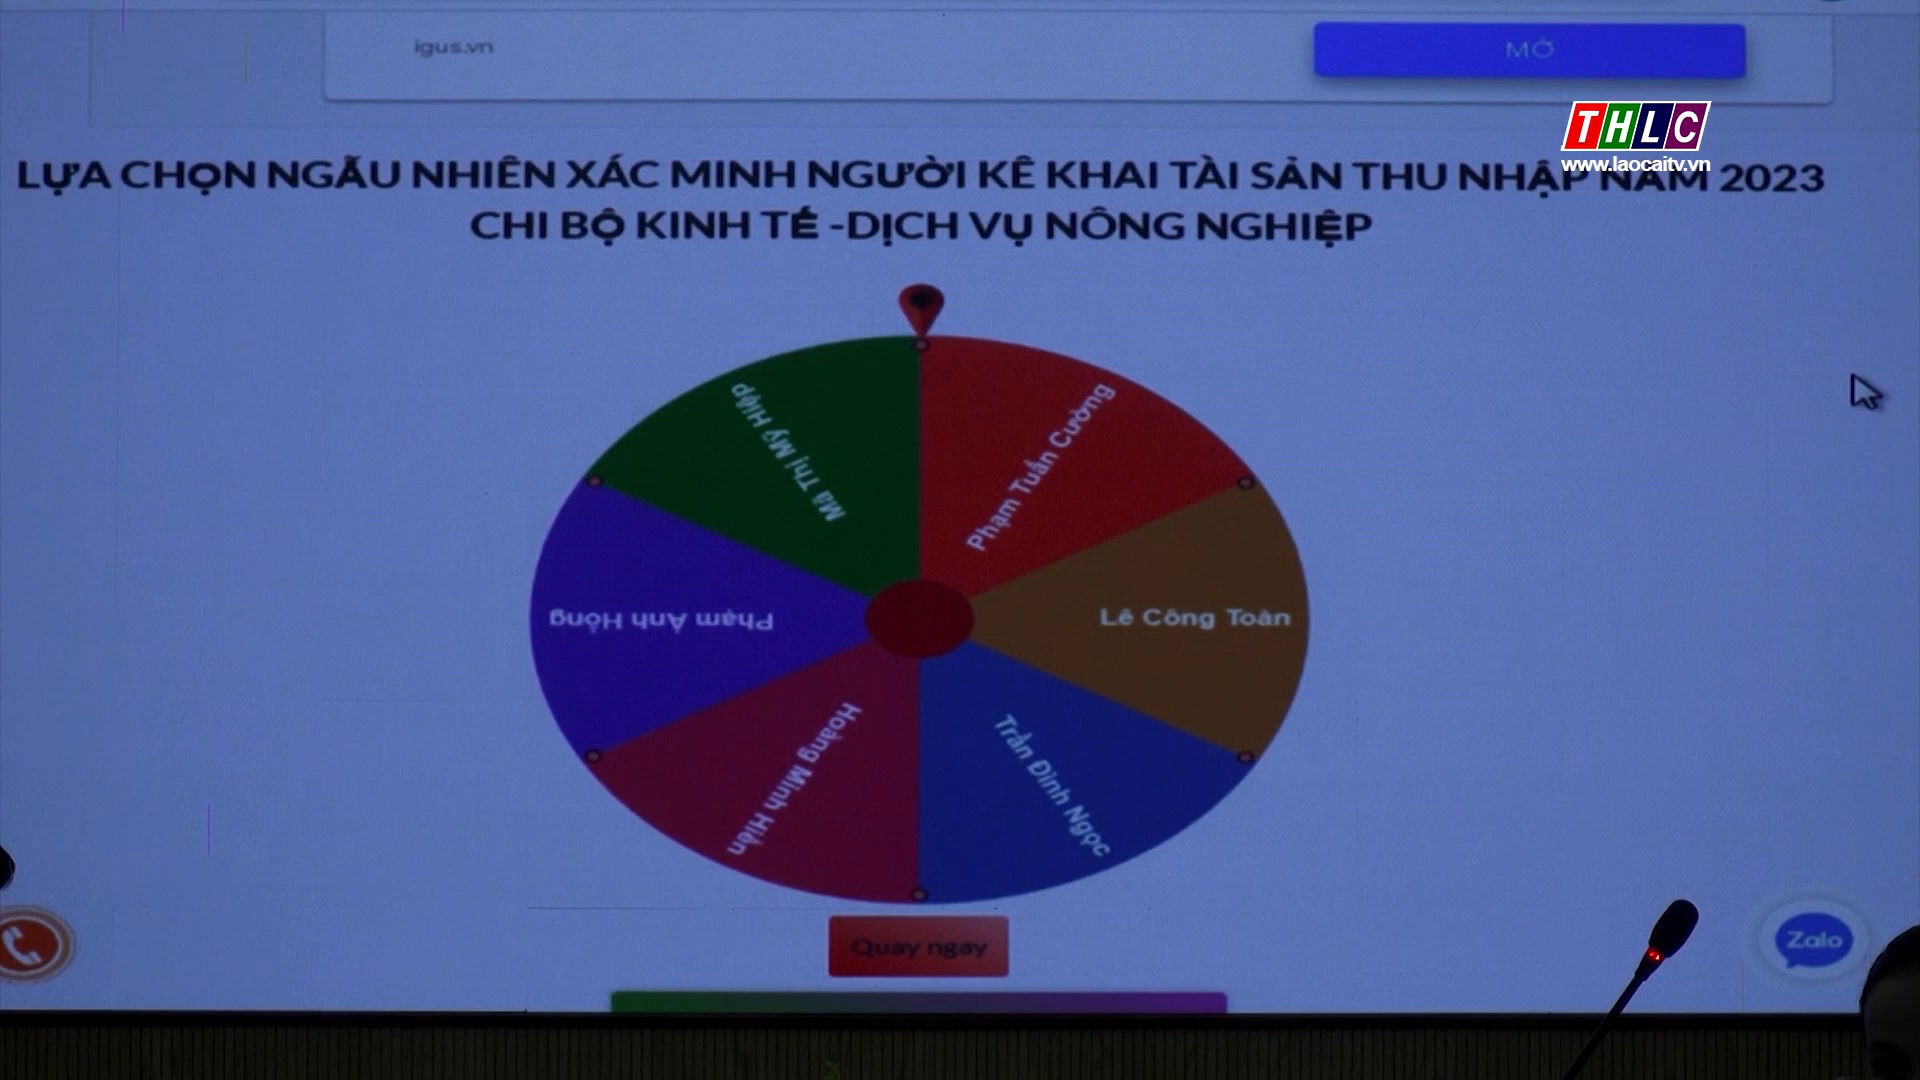 igus.vn
MỞ
THLC
www.laocaitv.vn
LỰA CHỌN NGẪU NHIÊN XÁC MINH NGƯỜI KÊ KHAI TÀI SẢN THU NHẬP NĂM 2023
CHI BỘ KINH TẾ -DỊCH VỤ NÔNG NGHIỆP
Mã Thị Mỹ Hiệp
Phạm Tuấn Cường
Phạm Anh Hồng
Lê Công Toàn
Hoàng Minh Hiền
Trần Đình Ngọc
Quay ngay
Zalo